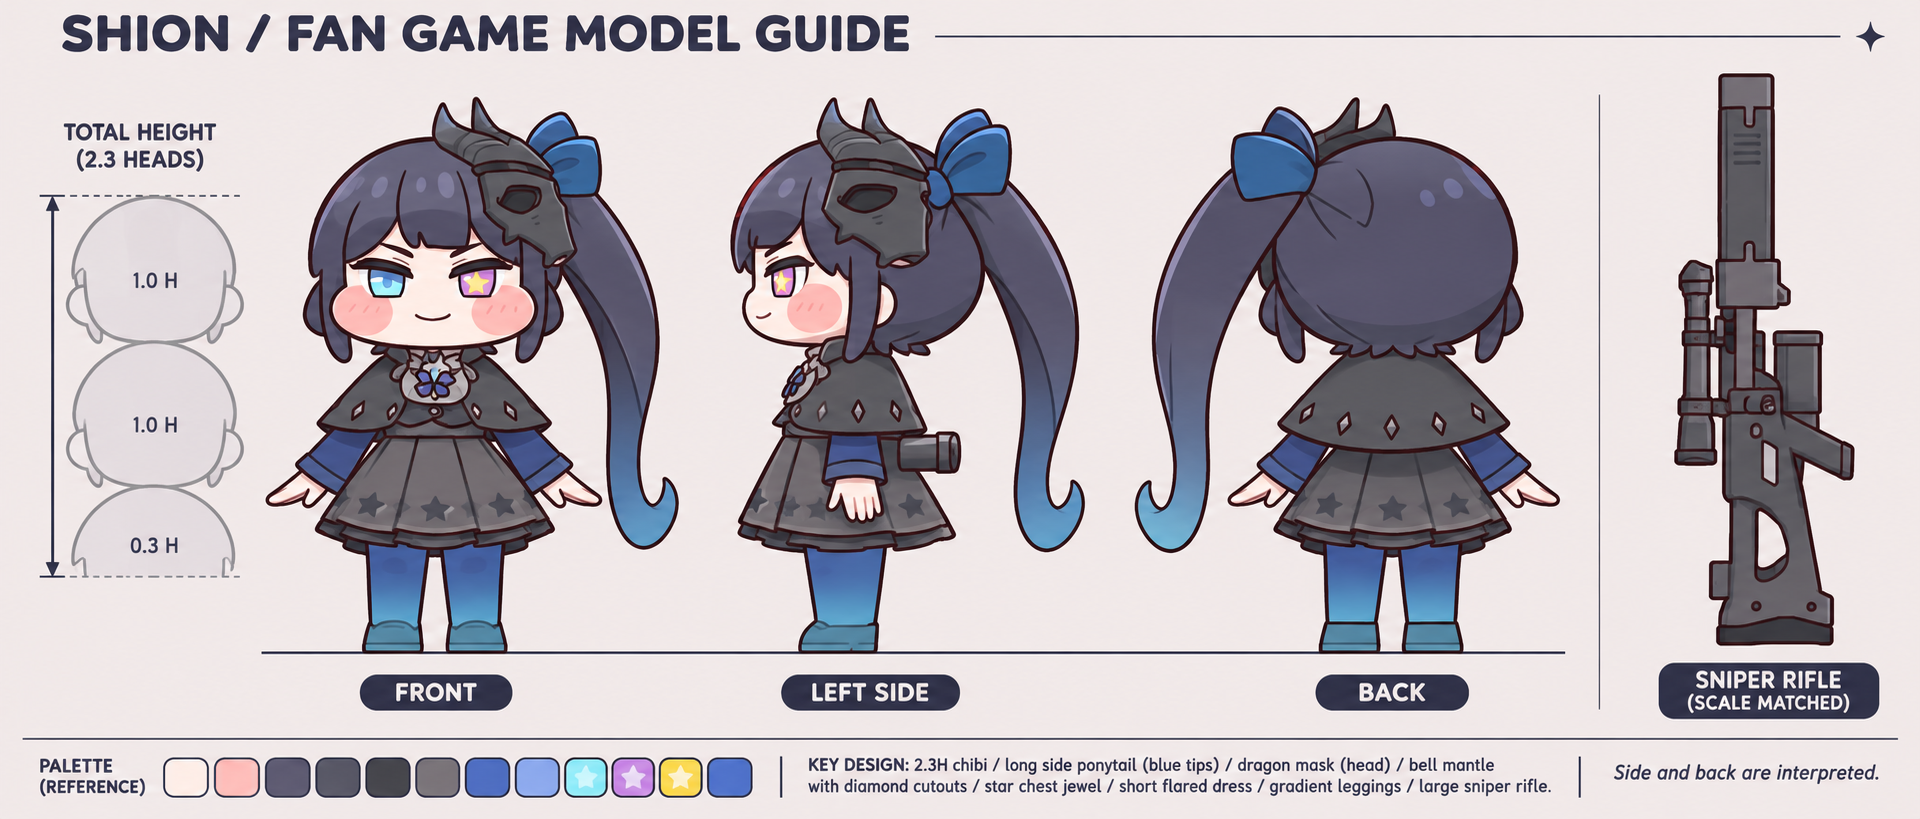 SHION / FAN GAME MODEL GUIDE
TOTAL HEIGHT
(2.3 HEADS)
1.0 H
1.0 H
0.3 H
FRONT
LEFT SIDE
BACK
SNIPER RIFLE
(SCALE MATCHED)
PALETTE
(REFERENCE)
KEY DESIGN: 2.3H chibi / long side ponytail (blue tips) / dragon mask (head) / bell mantle
with diamond cutouts / star chest jewel / short flared dress / gradient leggings / large sniper rifle.
Side and back are interpreted.